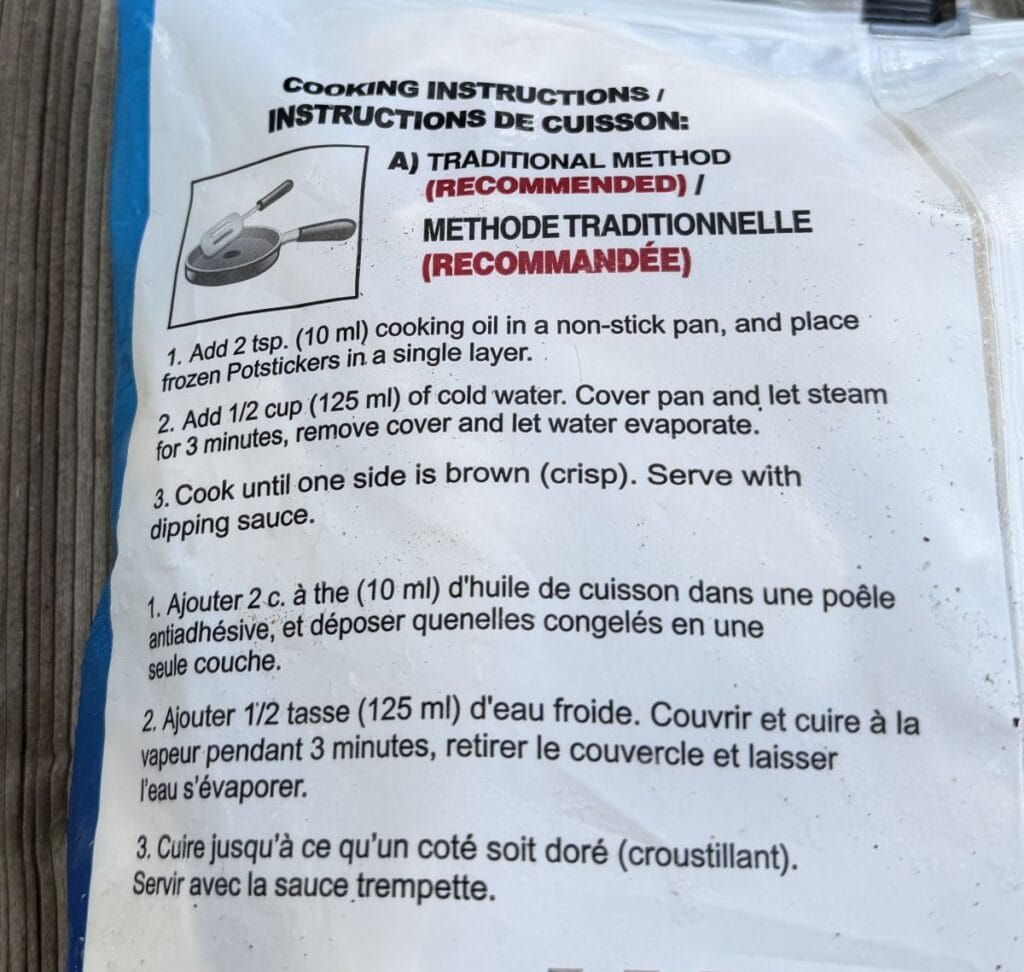 COOKING INSTRUCTIONS /
INSTRUCTIONS DE CUISSON:
A) TRADITIONAL METHOD
(RECOMMENDED) /
METHODE TRADITIONNELLE
(RECOMMANDÉE)
1. Add 2 tsp. (10 ml) cooking oil in a non-stick pan, and place
frozen Potstickers in a single layer.
2. Add 1/2 cup (125 ml) of cold water. Cover pan and let steam
for 3 minutes, remove cover and let water evaporate.
3. Cook until one side is brown (crisp). Serve with
dipping sauce.
1. Ajouter 2 c. à the (10 ml) d'huile de cuisson dans une poêle
antiadhésive, et déposer quenelles congelés en une
seule couche.
2. Ajouter 1/2 tasse (125 ml) d'eau froide. Couvrir et cuire à la
vapeur pendant 3 minutes, retirer le couvercle et laisser
l'eau s'évaporer.
3. Cuire jusqu'à ce qu'un coté soit doré (croustillant).
Servir avec la sauce trempette.